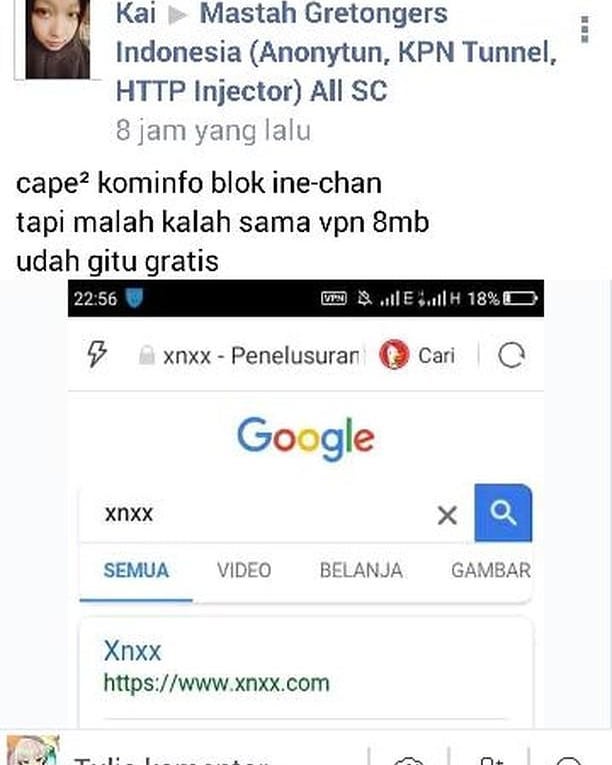 Kai ▶ Mastah Gretongers
Indonesia (Anonytun, KPN Tunnel,
HTTP Injector) All SC
8 jam yang lalu
cape² kominfo blok ine-chan
tapi malah kalah sama vpn 8mb
udah gitu gratis
22:56 VPN E H 18%
xnxx - Penelusuran Cari
Google
xnxx
SEMUA VIDEO BELANJA GAMBAR
Xnxx
https://www.xnxx.com
Tulis komentar